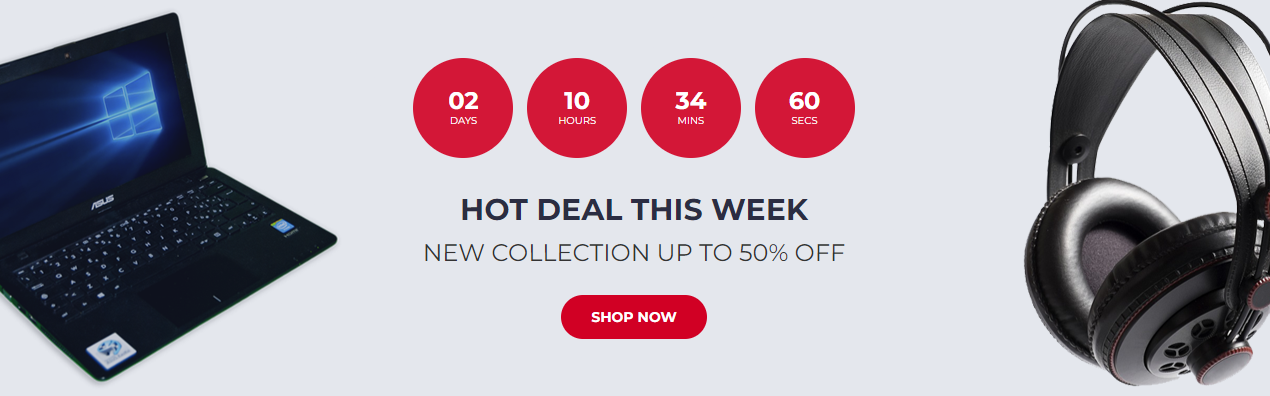 02
DAYS
10
HOURS
34
MINS
60
SECS
HOT DEAL THIS WEEK
NEW COLLECTION UP TO 50% OFF
SHOP NOW
ASUS